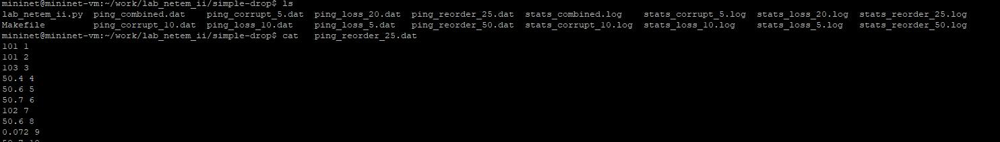 mininet@mininet-vm:~/work/lab_netem_ii/simple-drop$ ls
lab_netem_ii.py  ping_combined.dat    ping_corrupt_5.dat  ping_loss_20.dat  ping_reorder_25.dat  stats_combined.log    stats_corrupt_5.log  stats_loss_20.log  stats_reorder_25.log
Makefile         ping_corrupt_10.dat  ping_loss_10.dat    ping_loss_5.dat   ping_reorder_50.dat  stats_corrupt_10.log  stats_loss_10.log    stats_loss_5.log   stats_reorder_50.log
mininet@mininet-vm:~/work/lab_netem_ii/simple-drop$ cat   ping_reorder_25.dat
101 1
101 2
103 3
50.4 4
50.6 5
50.7 6
102 7
50.6 8
0.072 9
50.7 10